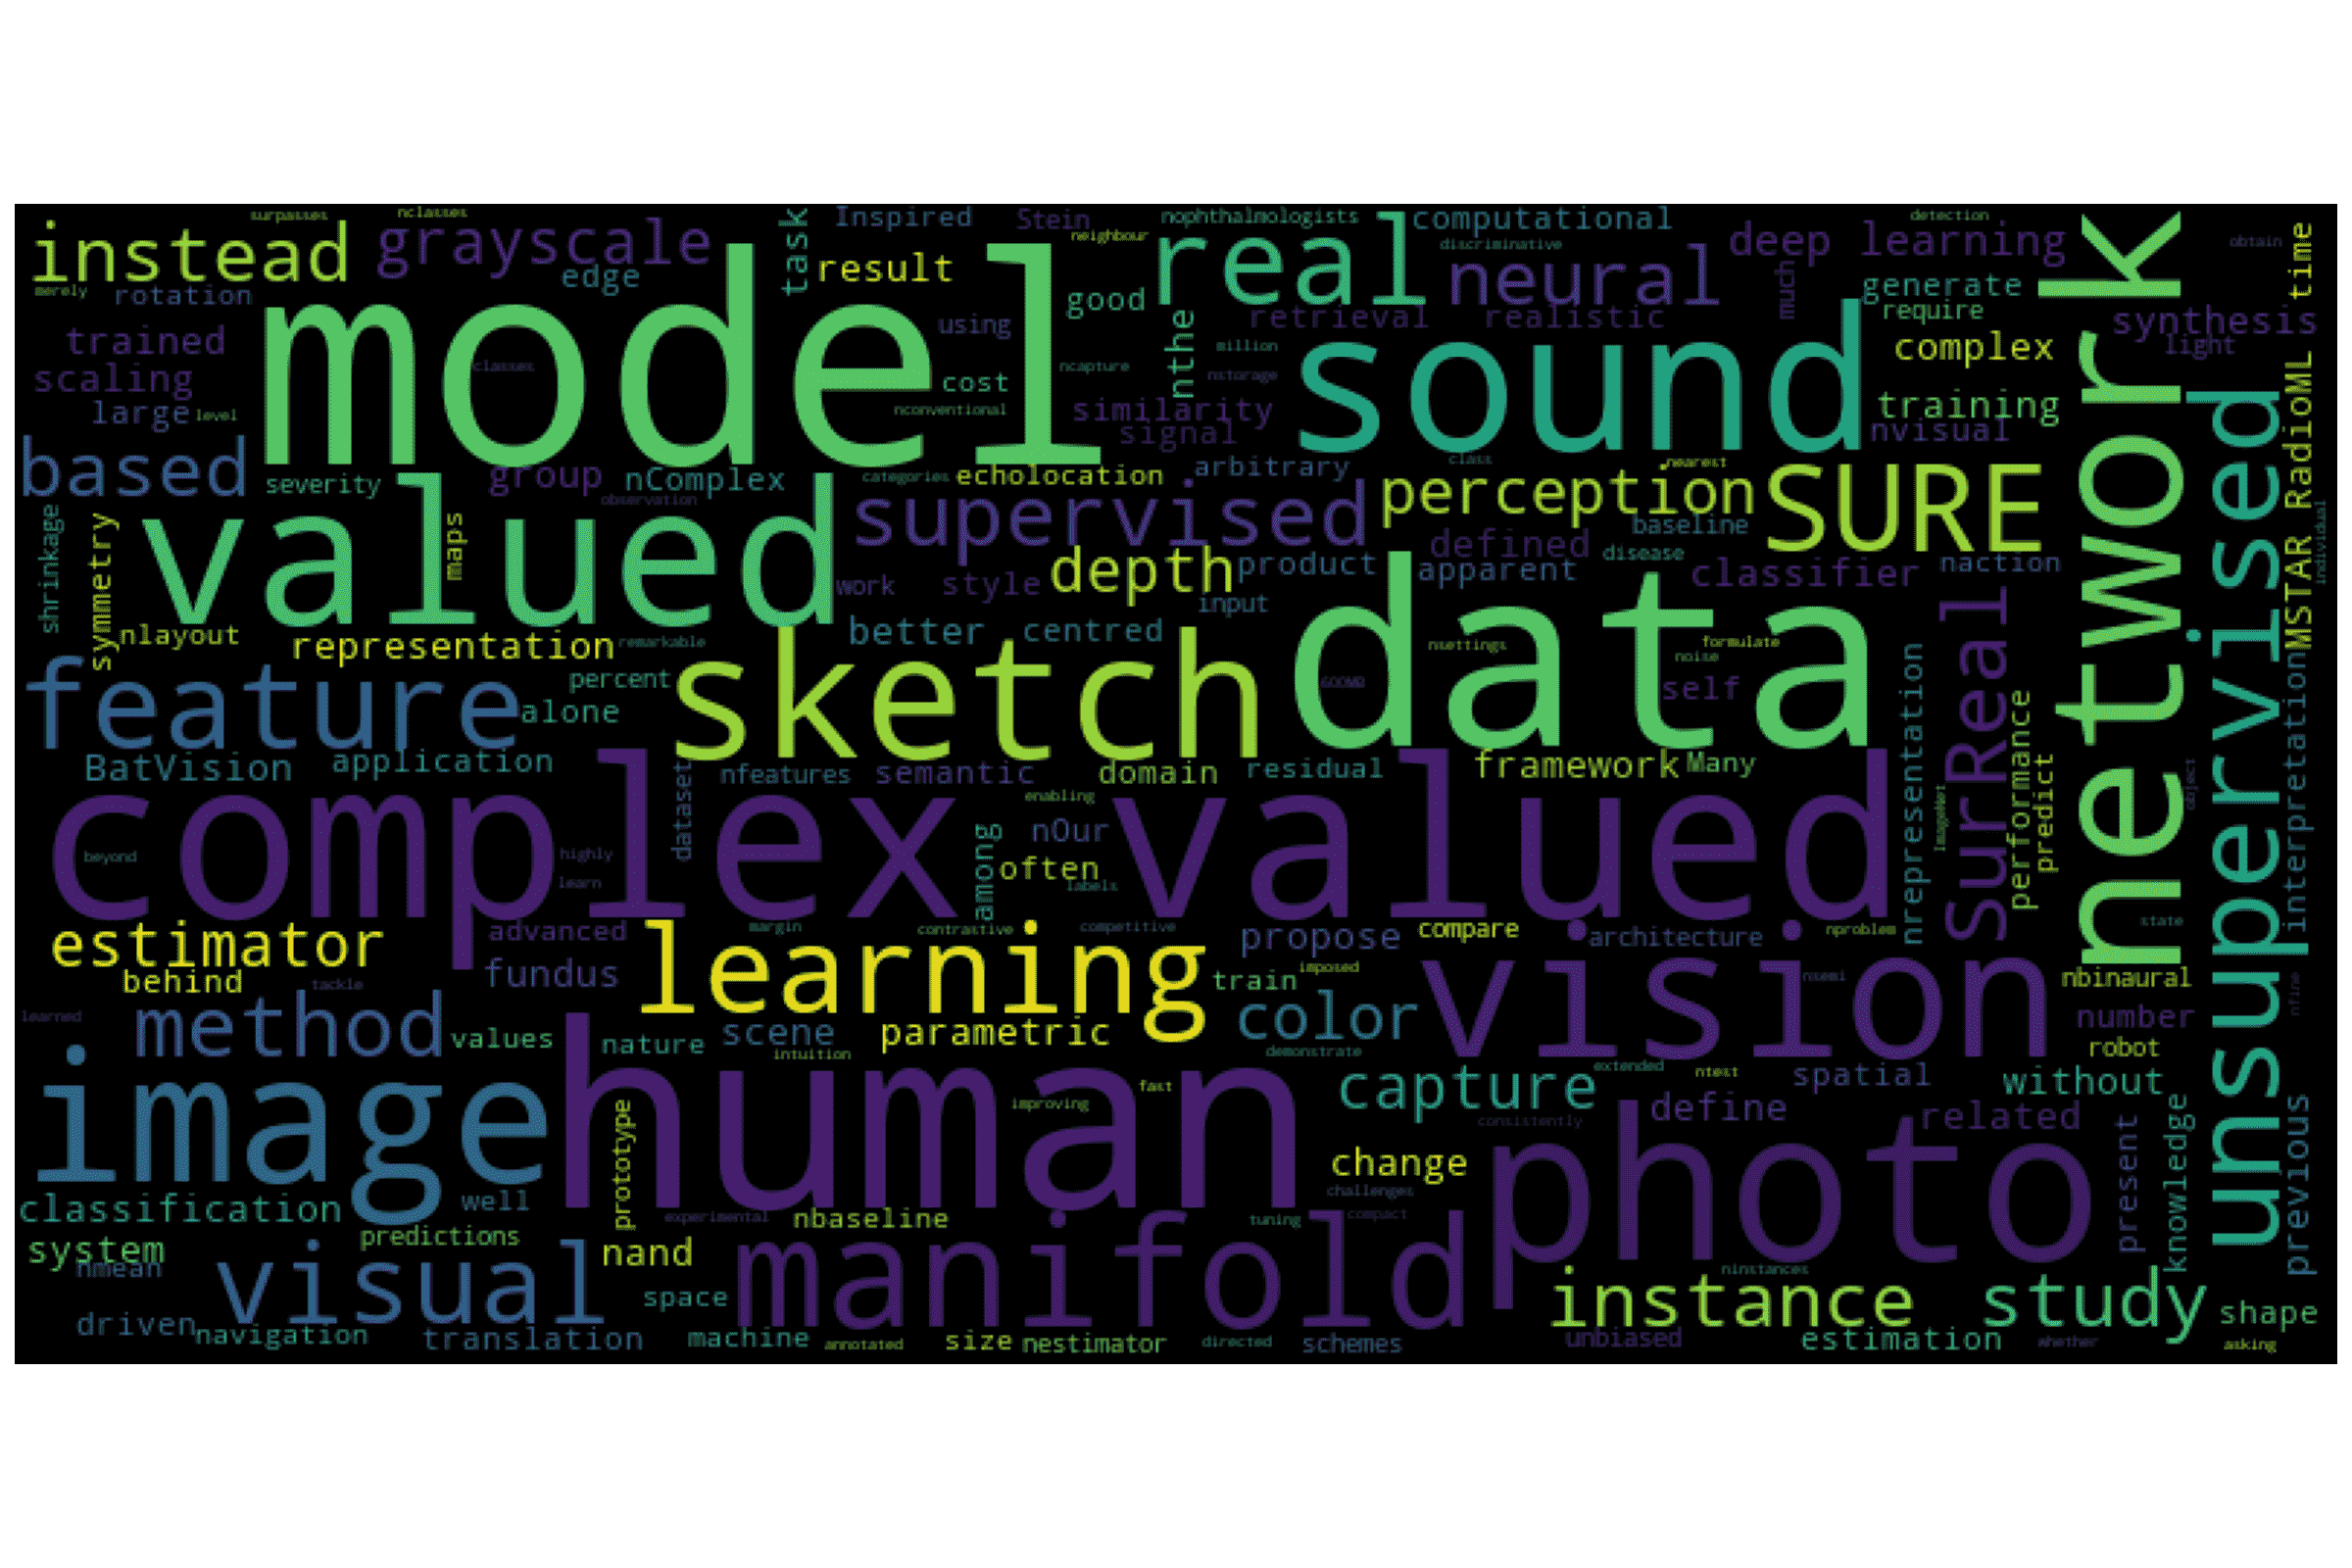 surpasses
nclasses
Inspired
Stein
nophthalmologists
computational
detection
instead
grayscale
edge
task
result
neighbour
real
discriminative
neural
deep learning
obtain
time
merely
rotation
model
good
generate
network
using
nthe
retrieval
realistic
much
require
synthesis
trained
sound
million
complex
light
scaling
classes
cost
ncapture
nstorage
large
level
nconventional
similarity
signal
training
nvisual
unsupervised
MSTAR RadioML
based
severity
group
nComplex
observation
categories
echolocation
arbitrary
class
nearest
perception
SURE
valued
supervised
baseline
individual
shrinkage
symmetry
maps
work
style
depth
product
defined
apparent
disease
classifier
naction
input
nlayout
representation
remarkable
better
centred
data
nsettings
formulate
noise
surReal
feature
percent
sketch
self
nrepresentation
interpretation
alone
BatVision
application
nfeatures
semantic
domain
residual
framework
Many
performance
predict
object
dataset
enabling
ImageNet
complex valued
nOur
beyond
highly
learn
among
often
labels
estimator
advanced
margin
contrastive
competitive
propose
compare
architecture
nproblem
state
behind
tackle
fundus
learning
train
imposed
vision
nsemi
nbinaural
nfine
learned
method
values
nature
scene
parametric
color
number
intuition
demonstrate
robot
image
human
fast
capture
extended
ntest
spatial
without
prototype
improving
consistently
define
related
present
knowledge
previous
change
photo
classification
well
experimental
nbaseline
challenges
compact
tuning
system
predictions
nand
manifold
nmean
visual
space
ninstances
instance
study
shape
driven
navigation
translation
machine
annotated
size
nestimator
directed
schemes
unbiased
estimation
whether
asking